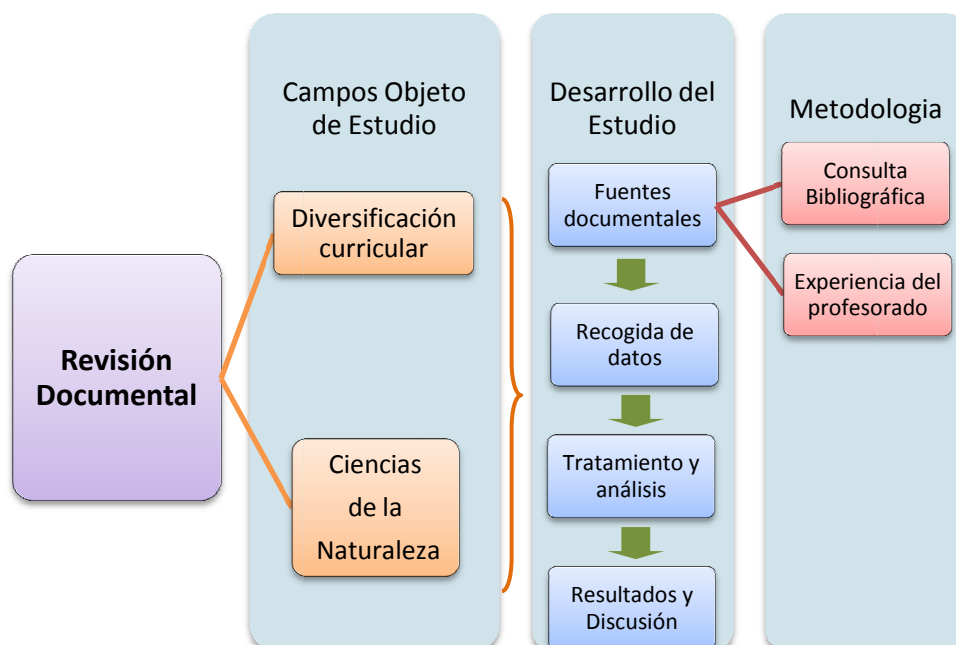 Revisión
Documental
Campos Objeto
de Estudio
Diversificación
curricular
Ciencias
de la
Naturaleza
Desarrollo del
Estudio
Fuentes
documentales
Recogida de
datos
Tratamiento y
análisis
Resultados y
Discusión
Metodologia
Consulta
Bibliográfica
Experiencia del
profesorado